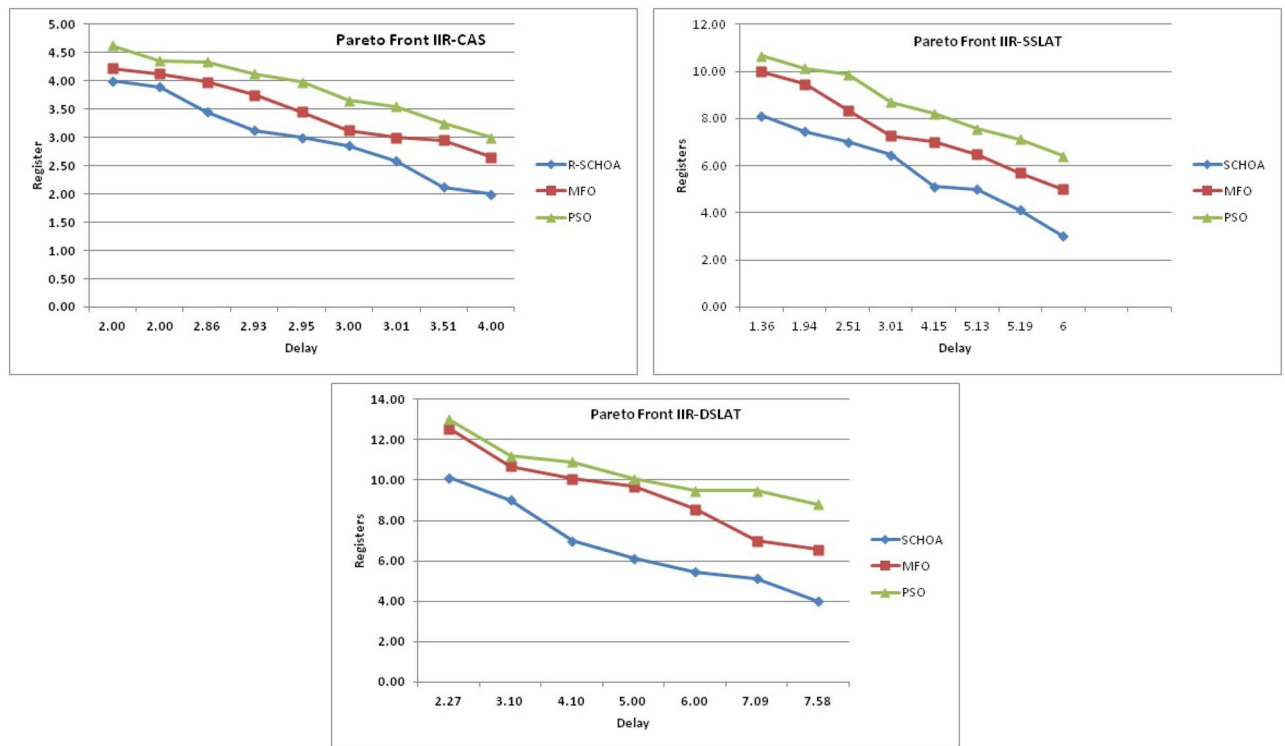 Pareto Front IIR-CAS
Register
5.00
4.50
4.00
3.50
3.00
2.50
2.00
1.50
1.00
0.50
0.00
2.00 2.00 2.86 2.93 2.95 3.00 3.01 3.51 4.00
Delay
R-SCHOA
MFO
PSO
Pareto Front IIR-SSLAT
Registers
12.00
10.00
8.00
6.00
4.00
2.00
0.00
1.36 1.94 2.51 3.01 4.15 5.13 5.19 6
Delay
SCHOA
MFO
PSO
Pareto Front IIR-DSLAT
Registers
14.00
12.00
10.00
8.00
6.00
4.00
2.00
0.00
2.27 3.10 4.10 5.00 6.00 7.09 7.58
Delay
SCHOA
MFO
PSO